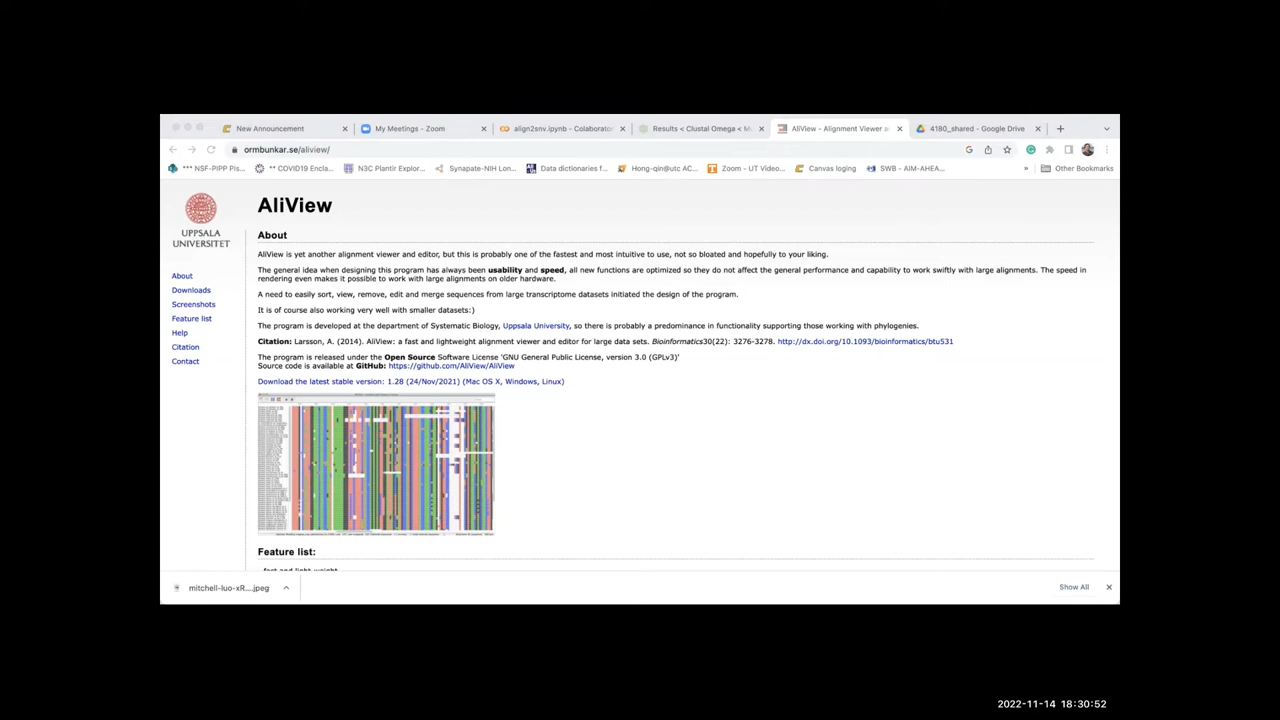 New Announcement
My Meetings - Zoom
align2snv.ipynb - Colaborator
Results < Clustal Omega < Mu
AliView - Alignment Viewer a
4180_shared - Google Drive
ormbunkar.se/aliview/
*** NSF-PIPP Pl...
** COVID19 Encla...
N3C Plantir Explor...
Synapate-NIH Lon...
Data dictionaries f...
Hong-qin@utc AC...
Zoom - UT Video...
Canvas loging
SWB - AIM-AHEA...
»
Other Bookmarks
UPPSALA
UNIVERSITET
About
Downloads
Screenshots
Feature list
Help
Citation
Contact
AliView
About
AliView is yet another alignment viewer and editor, but this is probably one of the fastest and most intuitive to use, not so bloated and hopefully to your liking.
The general idea when designing this program has always been usability and speed, all new functions are optimized so they do not affect the general performance and capability to work swiftly with large alignments. The speed in
rendering even makes it possible to work with large alignments on older hardware.
A need to easily sort, view, remove, edit and merge sequences from large transcriptome datasets initiated the design of the program.
It is of course also working very well with smaller datasets:)
The program is developed at the department of Systematic Biology, Uppsala University, so there is probably a predominance in functionality supporting those working with phylogenies.
Citation: Larsson, A. (2014). AliView: a fast and lightweight alignment viewer and editor for large data sets. Bioinformatics30(22): 3276-3278. http://dx.doi.org/10.1093/bioinformatics/btu531
The program is released under the Open Source Software License 'GNU General Public License, version 3.0 (GPLv3)'
Source code is available at GitHub: https://github.com/AliView/AliView
Download the latest stable version: 1.28 (24/Nov/2021) (Mac OS X, Windows, Linux)
Feature list:
fast and light-weight
mitchell-luo-xR....jpeg
Show All
2022-11-14 18:30:52